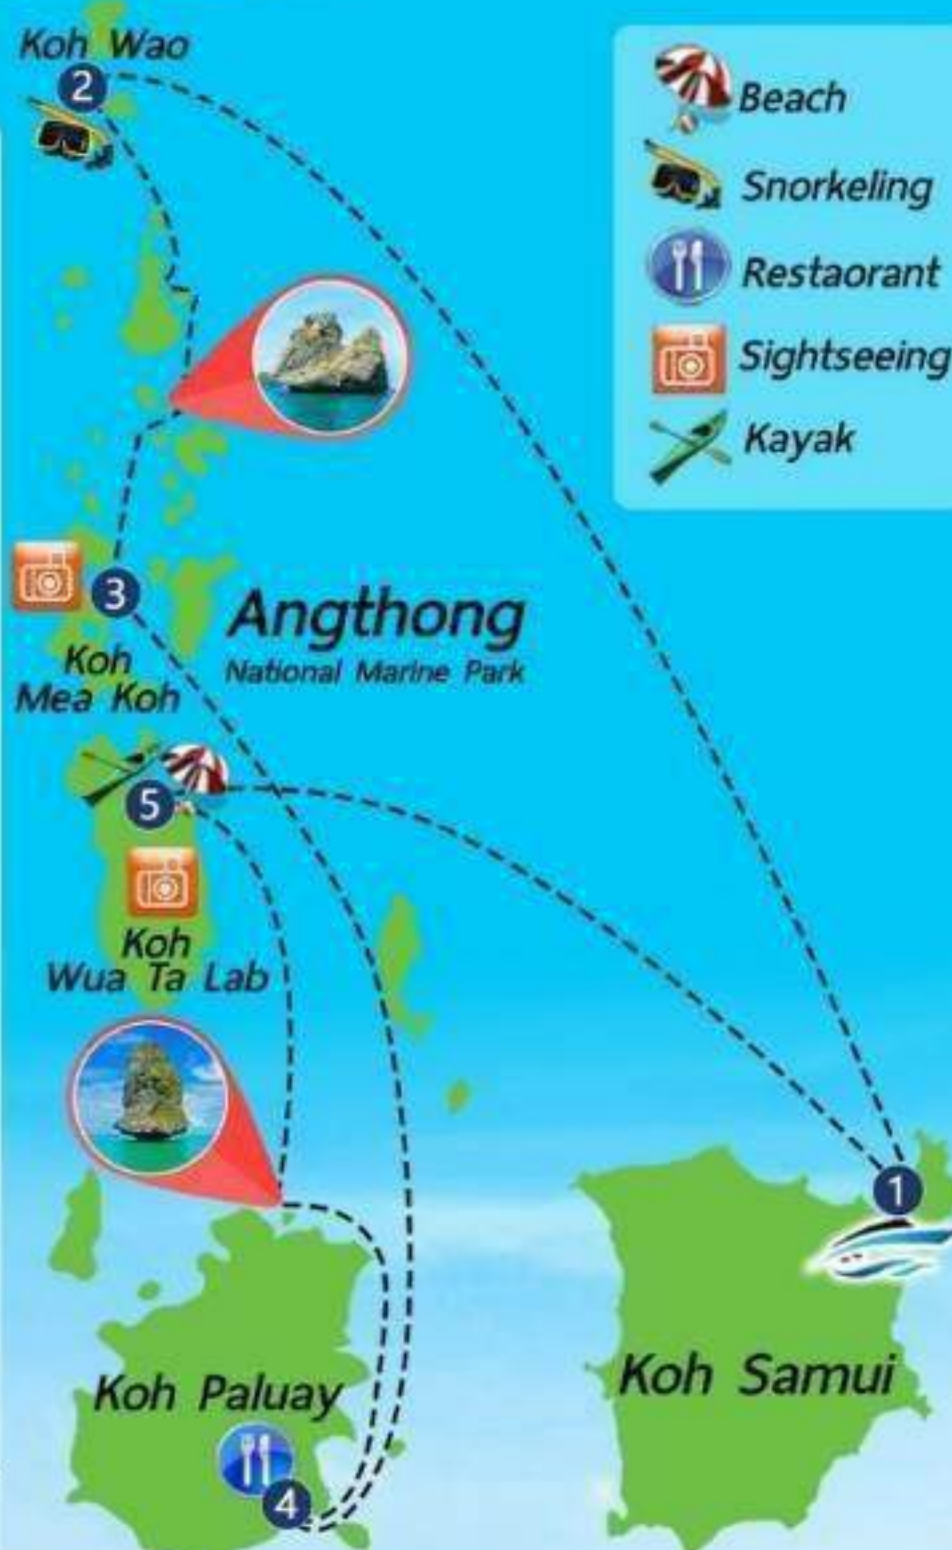 Koh Wao
2
Beach
Snorkeling
Restaorant
Sightseeing
Kayak
3
Koh
Mea Koh
Angthong
National Marine Park
5
Koh
Wua Ta Lab
1
Koh Samui
Koh Paluay
4